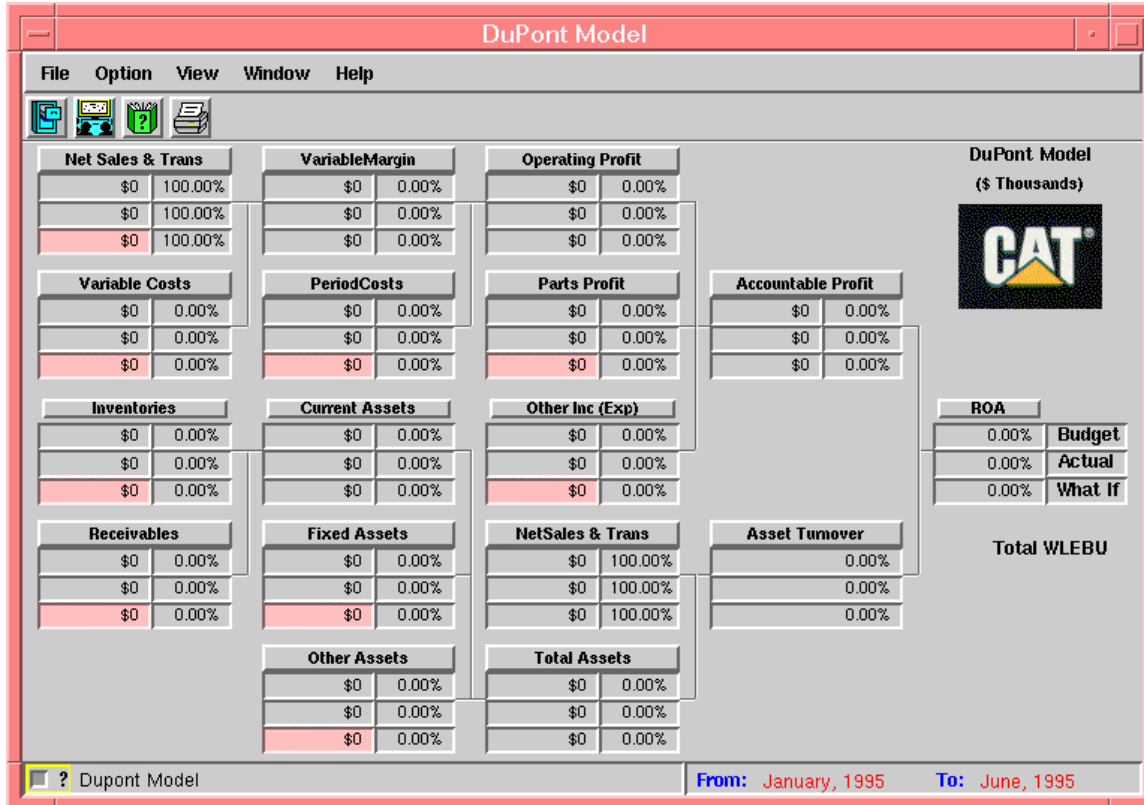 DuPont Model
File Option View Window Help
Net Sales & Trans VariableMargin Operating Profit DuPont Model
$0 100.00% $0 0.00% $0 0.00% ($ Thousands)
$0 100.00% $0 0.00% $0 0.00%
$0 100.00% $0 0.00% $0 0.00%
CAT®
Variable Costs PeriodCosts Parts Profit Accountable Profit
$0 0.00% $0 0.00% $0 0.00% $0 0.00%
$0 0.00% $0 0.00% $0 0.00% $0 0.00%
$0 0.00% $0 0.00% $0 0.00% $0 0.00%
Inventories Current Assets Other Inc (Exp) ROA
$0 0.00% $0 0.00% $0 0.00% 0.00% Budget
$0 0.00% $0 0.00% $0 0.00% 0.00% Actual
$0 0.00% $0 0.00% $0 0.00% 0.00% What If
Receivables Fixed Assets NetSales & Trans Asset Turnover Total WLEBU
$0 0.00% $0 0.00% $0 100.00% 0.00%
$0 0.00% $0 0.00% $0 100.00% 0.00%
$0 0.00% $0 0.00% $0 100.00% 0.00%
Other Assets Total Assets
$0 0.00% $0 0.00%
$0 0.00% $0 0.00%
$0 0.00% $0 0.00%
? Dupont Model From: January, 1995 To: June, 1995